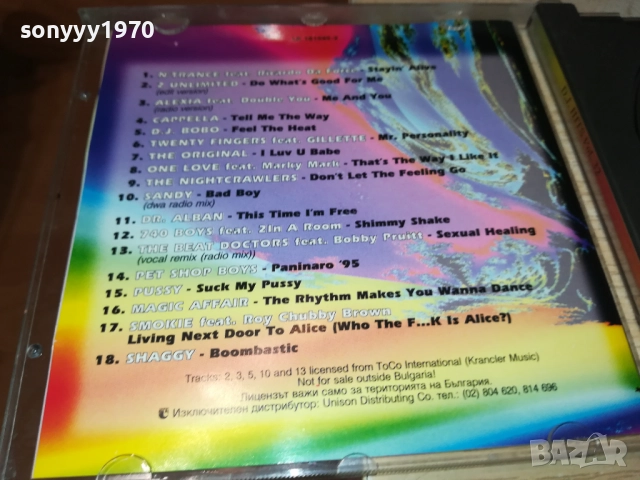 sonyyy1970
1. N-TRANCE feat. Ricardo Da Force - Stayin' Alive
2. 2 UNLIMITED - Do What's Good For Me
(edit version)
3. ALEXIA feat. Double You - Me And You
(radio version)
4. CAPPELLA - Tell Me The Way
5. D.J. BOBO - Feel The Heat
6. TWENTY FINGERS feat. GILLETTE - Mr. Personality
7. THE ORIGINAL - I Luv U Babe
8. ONE LOVE feat. Marky Mark - That's The Way I Like It
9. THE NIGHTCRAWLERS - Don't Let The Feeling Go
10. SANDY - Bad Boy
(dwa radio mix)
11. DR. ALBAN - This Time I'm Free
12. 740 BOYS feat. 2In A Room - Shimmy Shake
13. THE BEAT DOCTORS feat. Bobby Pruitt - Sexual Healing
(vocal remix (radio mix))
14. PET SHOP BOYS - Paninaro '95
15. PUSSY - Suck My Pussy
16. MAGIC AFFAIR - The Rhythm Makes You Wanna Dance
17. SMOKIE feat. Roy Chubby Brown
Living Next Door To Alice (Who The F...K Is Alice?)
18. SHAGGY - Boombastic
Tracks: 2, 3, 5, 10 and 13 licensed from ToCo International (Krancler Music)
Not for sale outside Bulgaria!
Лицензът важи само за територията на България.
Изключителен дистрибутор: Unison Distributing Co. тел.: (02) 804 620, 814 696
BAZAR